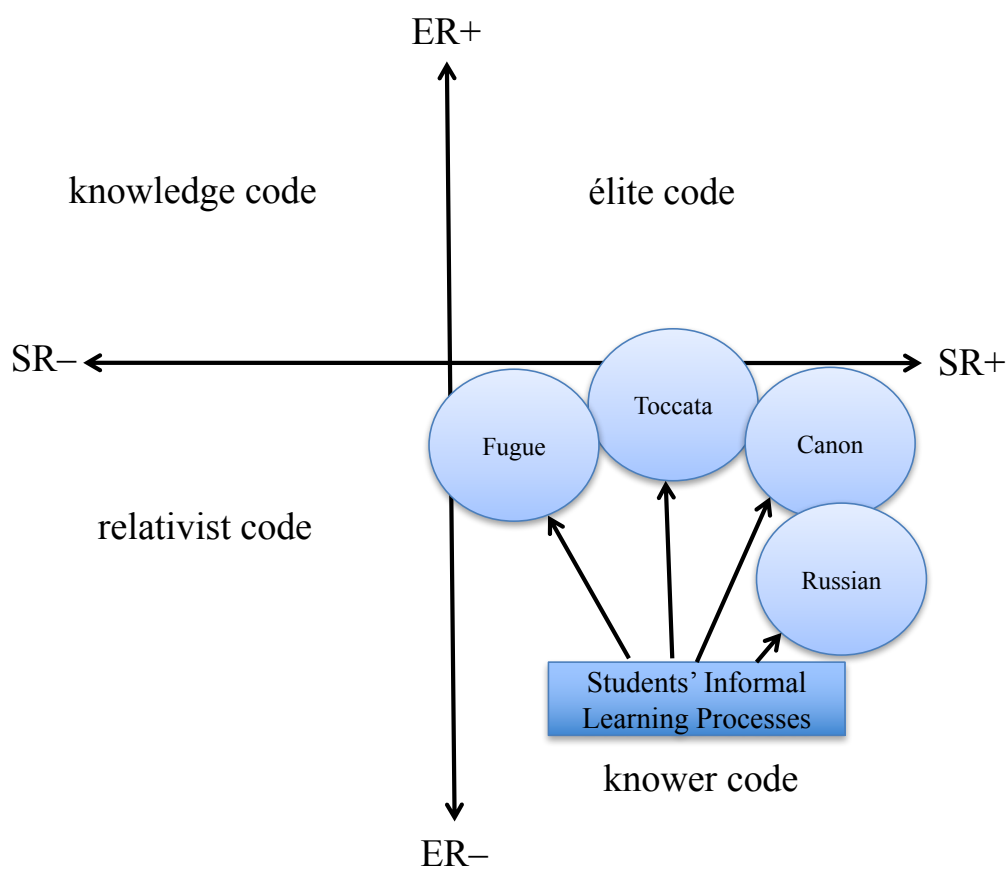 ER+
knowledge code
élite code
SR–
SR+
Toccata
Fugue
Canon
relativist code
Russian
Students’ Informal
Learning Processes
knower code
ER–